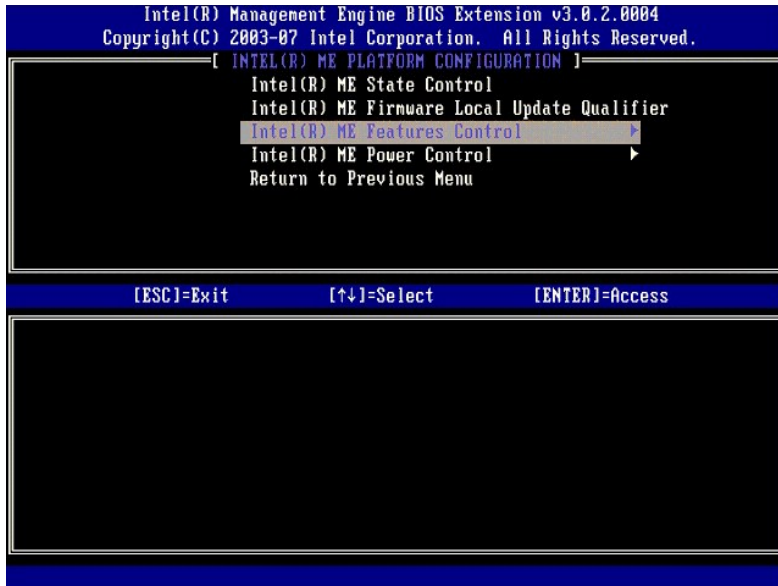 Intel(R) Management Engine BIOS Extension v3.0.2.0004
Copyright(C) 2003-07 Intel Corporation. All Rights Reserved.
[ INTEL(R) ME PLATFORM CONFIGURATION ]
Intel(R) ME State Control
Intel(R) ME Firmware Local Update Qualifier
Intel(R) ME Features Control ►
Intel(R) ME Power Control ►
Return to Previous Menu
[ESC]=Exit [↑↓]=Select [ENTER]=Access